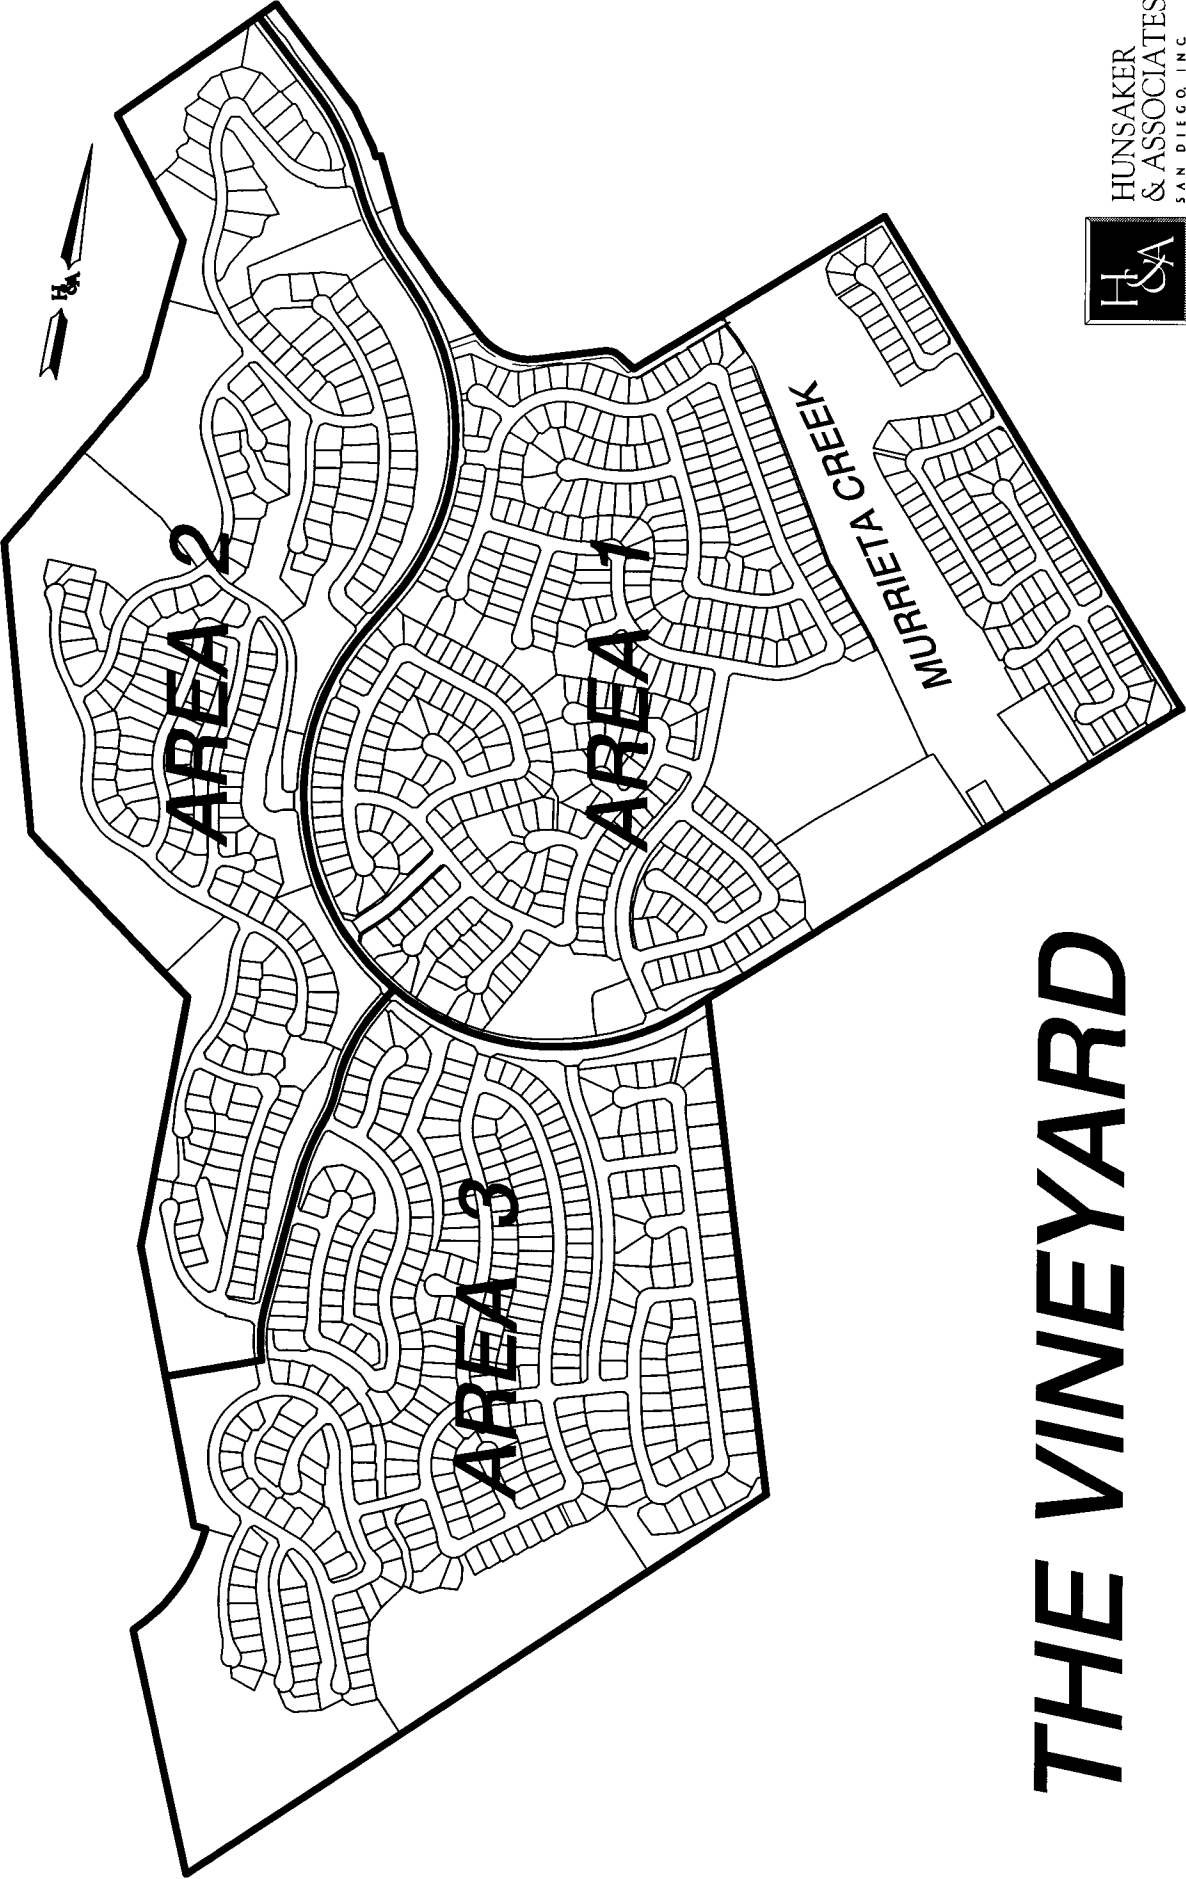 AREA 2
AREA 1
AREA 3
MURRIETA CREEK
THE VINEYARD
H&A
H&A
HUNSAKER
& ASSOCIATES
SAN DIEGO, INC